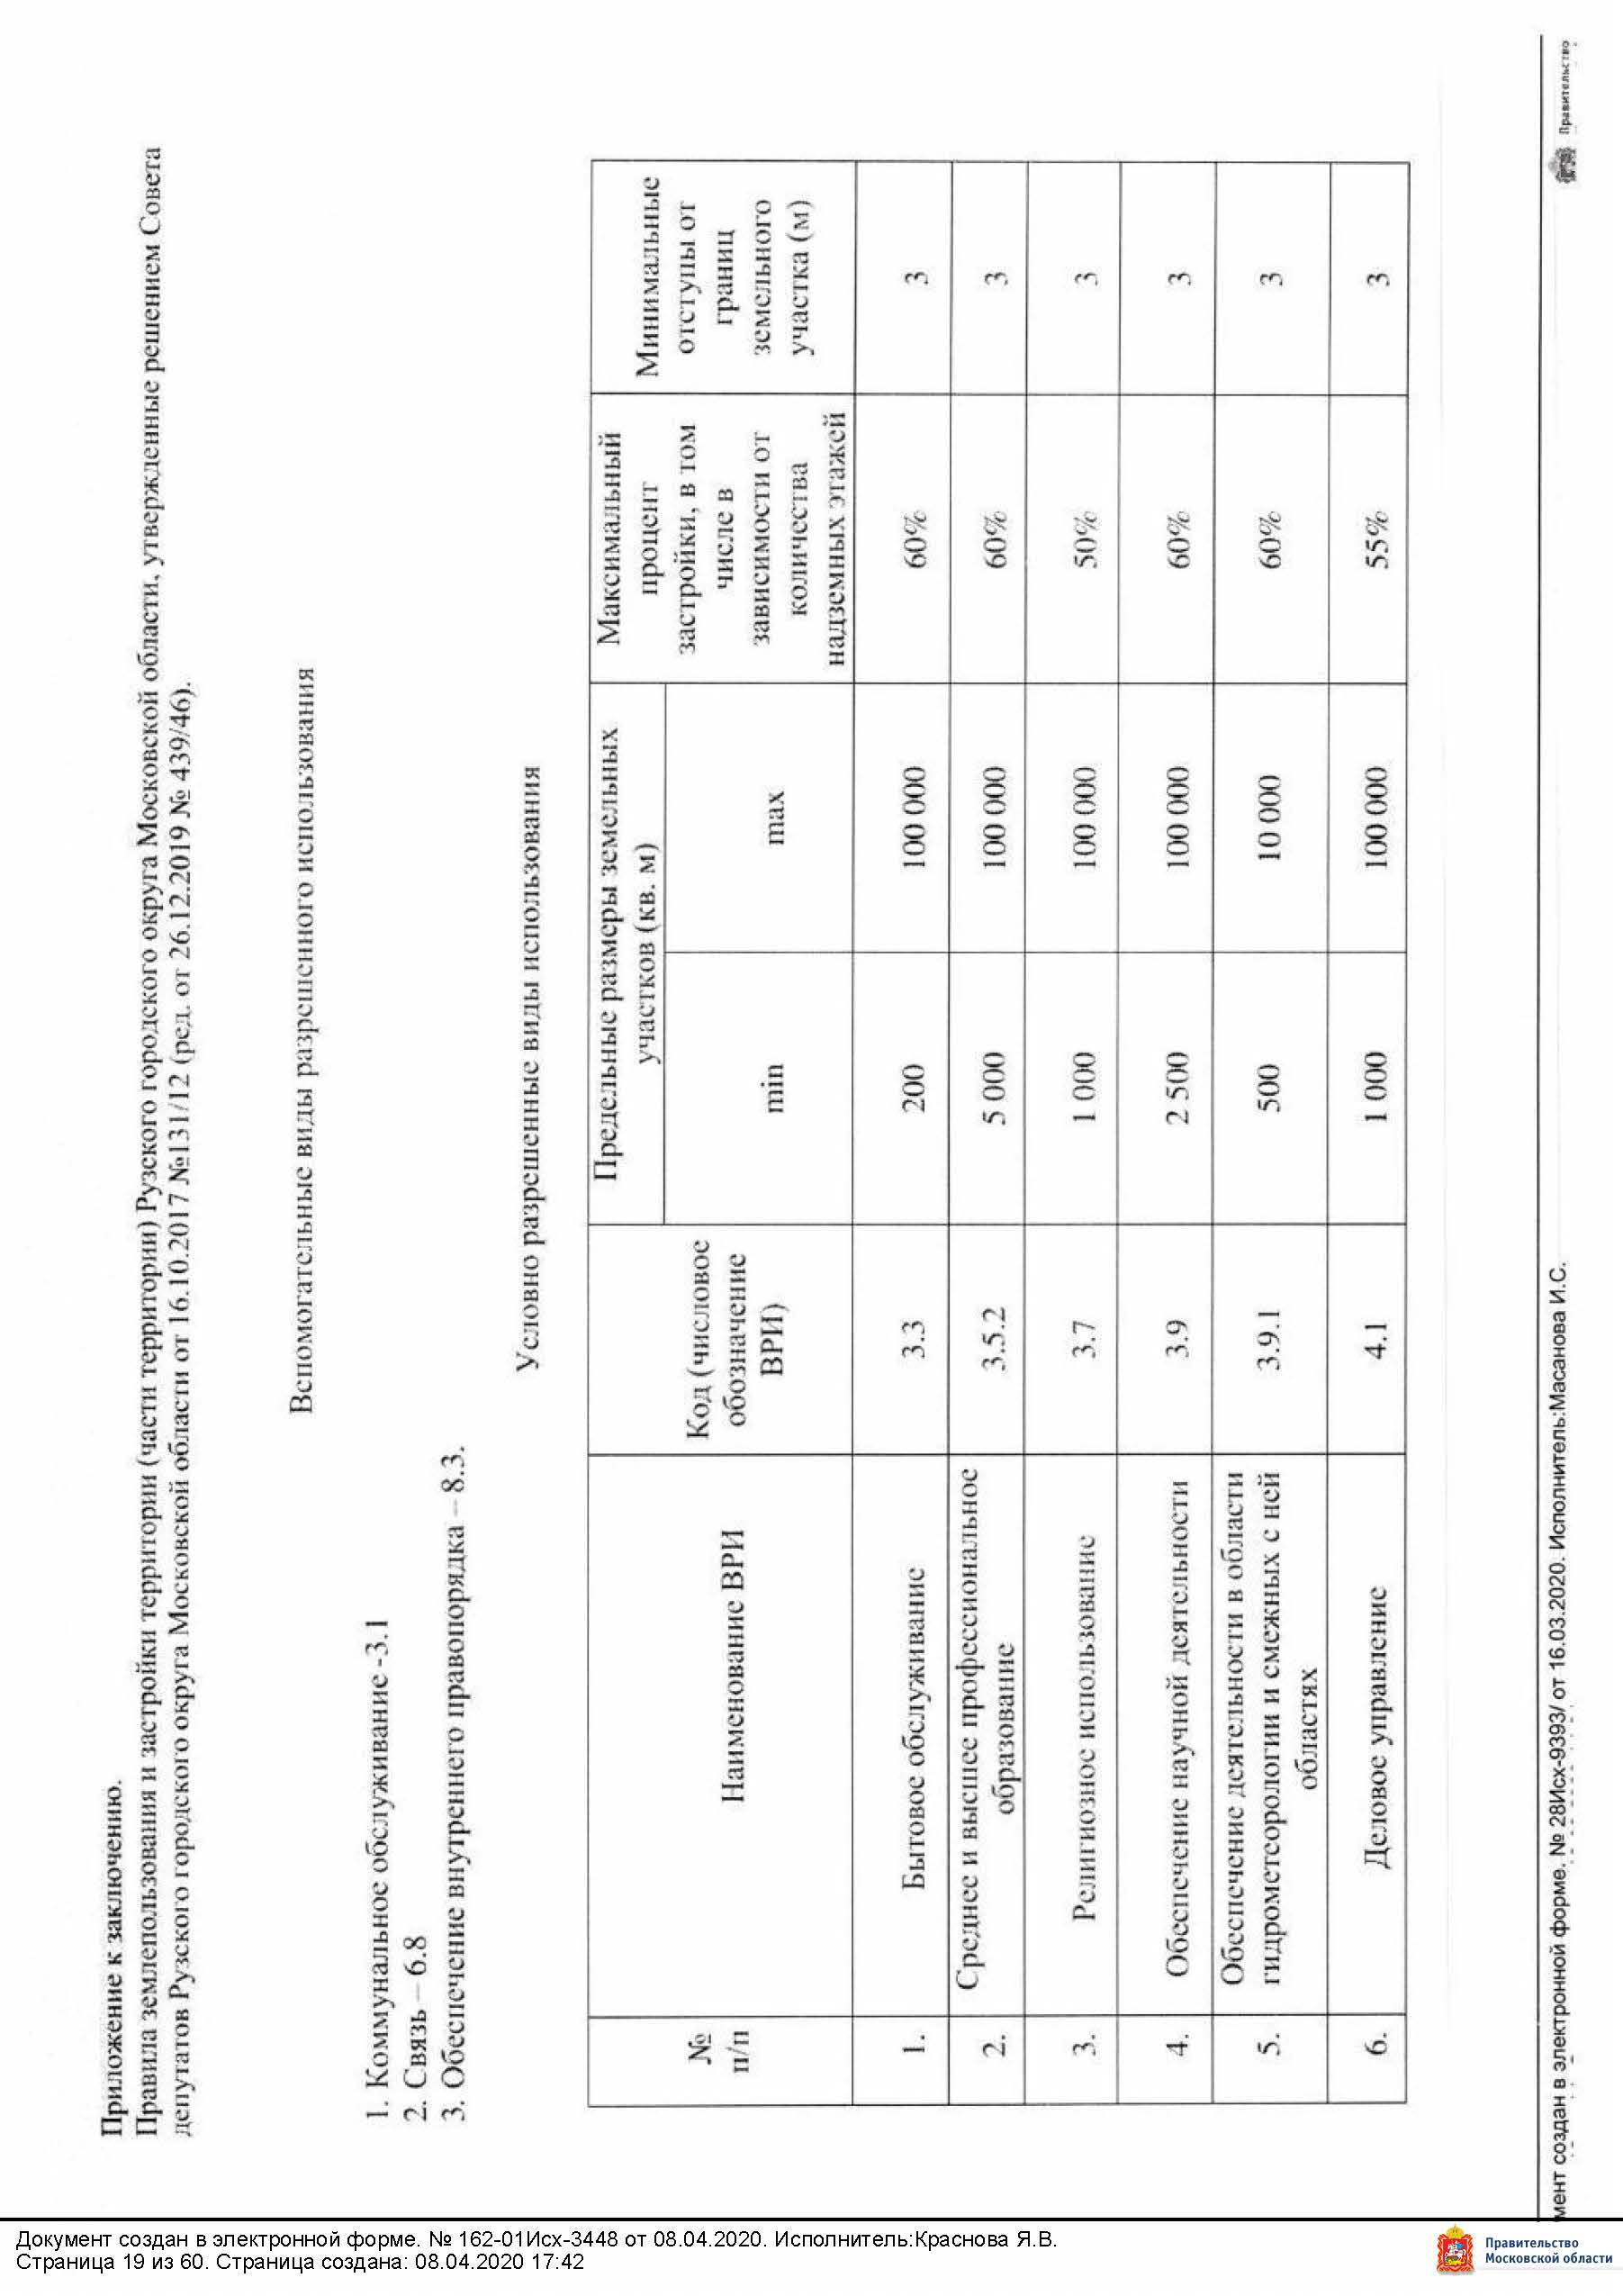 Приложение к заключению.
Правила землепользования и застройки территории (части территории) Рузского городского округа Московской области, утвержденные решением Совета
депутатов Рузского городского округа Московской области от 16.10.2017 №131/12 (ред. от 26.12.2019 № 439/46).
Вспомогательные виды разрешенного использования
1. Коммунальное обслуживание -3.1
2. Связь – 6.8
3. Обеспечение внутреннего правопорядка – 8.3.
Условно разрешенные виды использования
№
п/п
Наименование ВРИ
Код (числовое
обозначение
ВРИ)
Предельные размеры земельных
участков (кв. м)
min
max
Максимальный
процент
застройки, в том
числе в
зависимости от
количества
надземных этажей
Минимальные
отступы от
границ
земельного
участка (м)
1. Бытовое обслуживание 3.3 200 100 000 60% 3
2. Среднее и высшее профессиональное
образование 3.5.2 5 000 100 000 60% 3
3. Религиозное использование 3.7 1 000 100 000 50% 3
4. Обеспечение научной деятельности 3.9 2 500 100 000 60% 3
5. Обеспечение деятельности в области
гидрометеорологии и смежных с ней
областях 3.9.1 500 10 000 60% 3
6. Деловое управление 4.1 1 000 100 000 55% 3
мент создан в электронной форме. № 28Исх-9393/ от 16.03.2020. Исполнитель:Масанова И.С.
Правительство
Документ создан в электронной форме. № 162-01Исх-3448 от 08.04.2020. Исполнитель:Краснова Я.В.
Страница 19 из 60. Страница создана: 08.04.2020 17:42
Правительство
Московской области